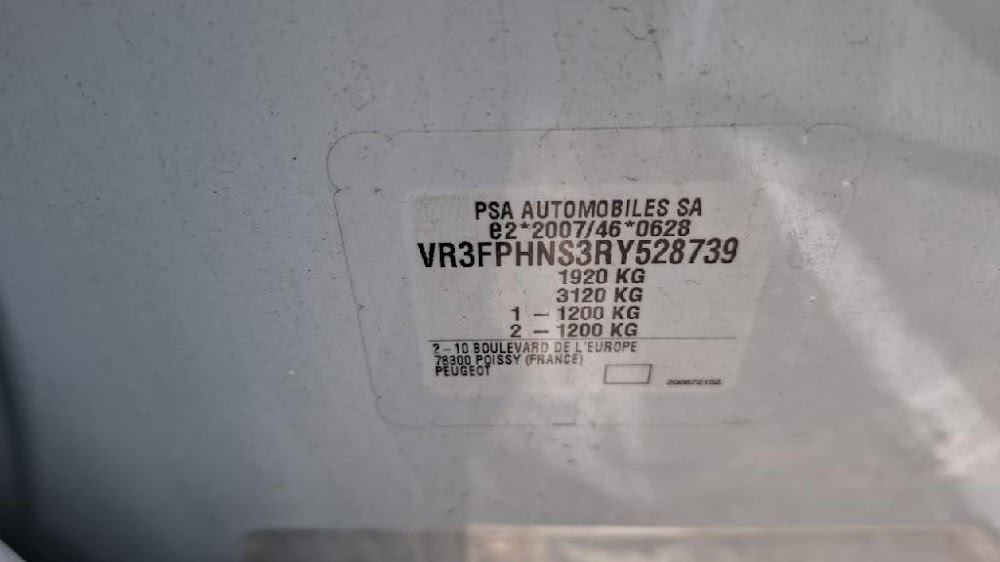 PSA AUTOMOBILES SA
e2*2007/46*0628
VR3FPHNS3RY528739
1920 KG
3120 KG
1 - 1200 KG
2 - 1200 KG
2-10 BOULEVARD DE L'EUROPE
78300 POISSY (FRANCE)
PEUGEOT